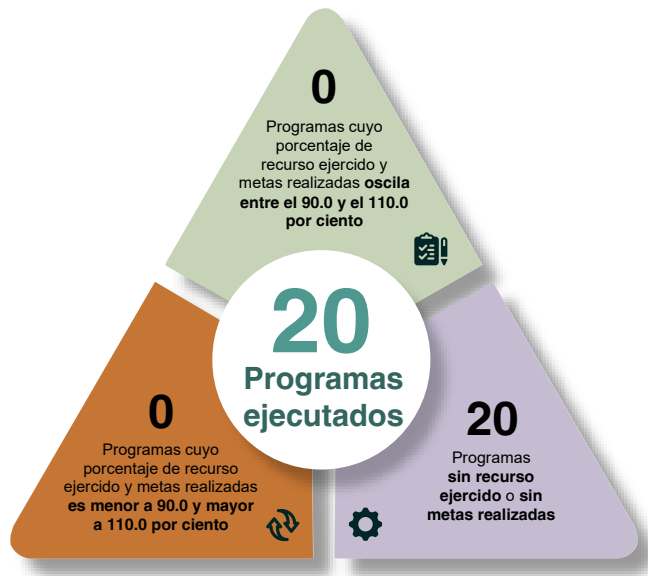 0
Programas cuyo
porcentaje de
recurso ejercido y
metas realizadas oscila
entre el 90.0 y el 110.0
por ciento
20
Programas
ejecutados
0
Programas cuyo
porcentaje de recurso
ejercido y metas realizadas
es menor a 90.0 y mayor
a 110.0 por ciento
20
Programas
sin recurso
ejercido o sin
metas realizadas